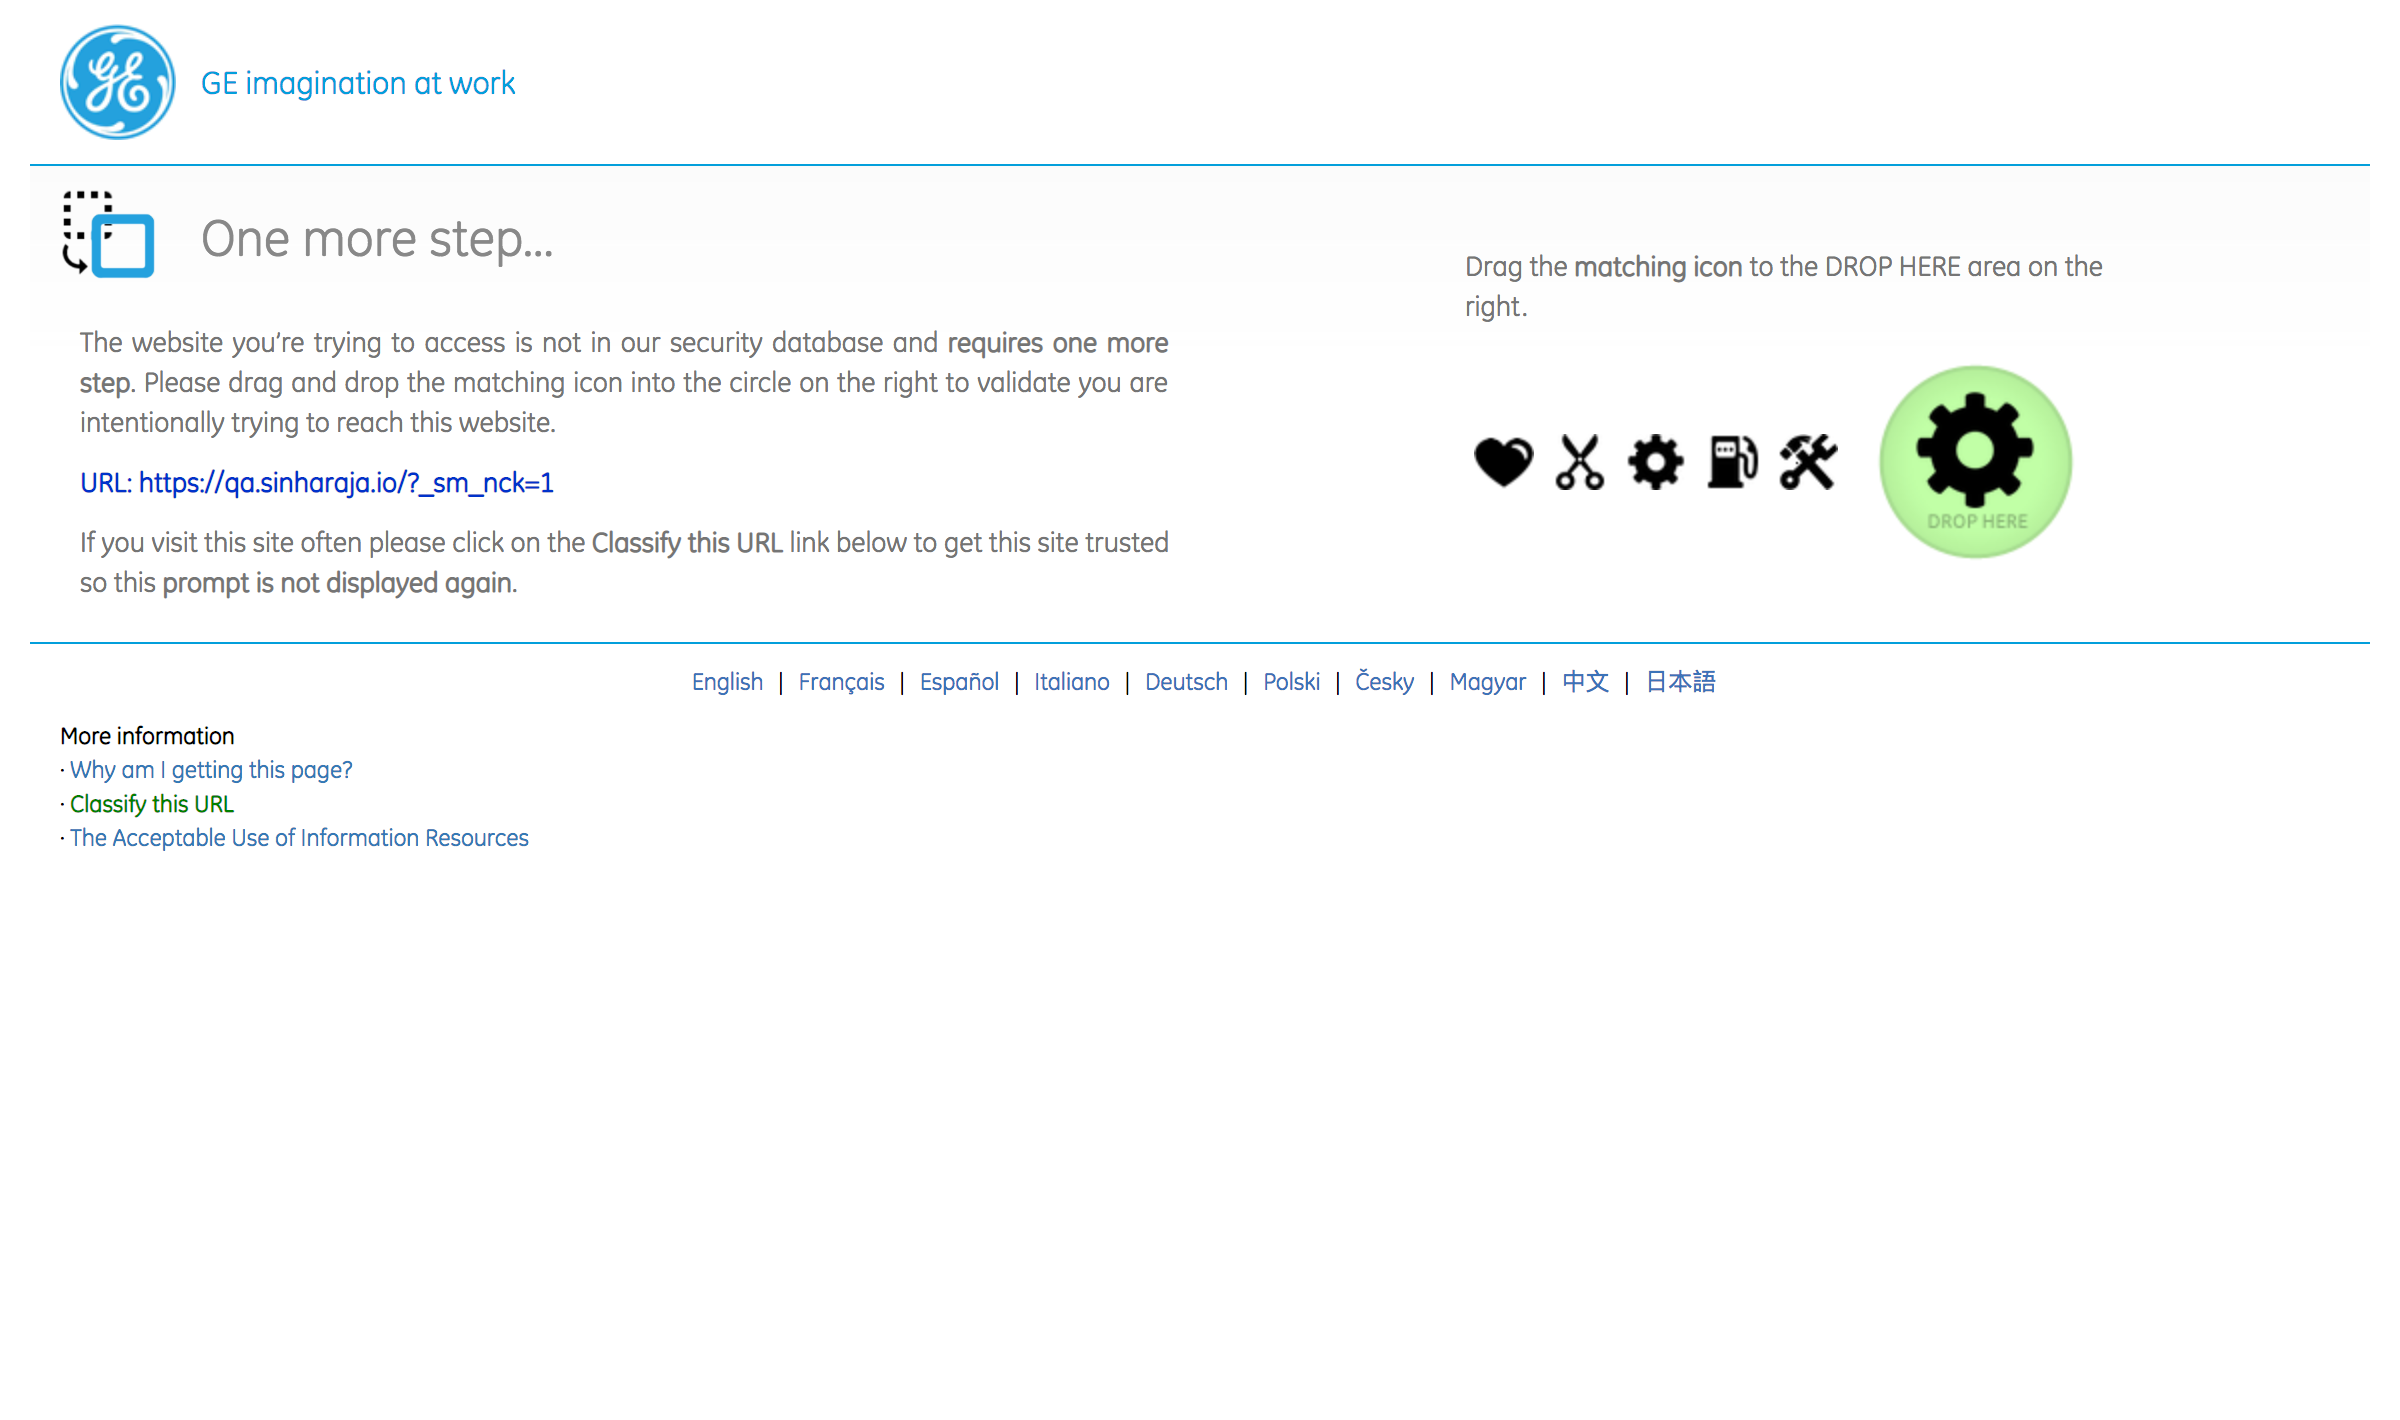 GE
GE imagination at work
One more step...
The website you're trying to access is not in our security database and requires one more
step. Please drag and drop the matching icon into the circle on the right to validate you are
intentionally trying to reach this website.
URL: https://qa.sinharaja.io/?_sm_nck=1
If you visit this site often please click on the Classify this URL link below to get this site trusted
so this prompt is not displayed again.
Drag the matching icon to the DROP HERE area on the
right.
DROP HERE
English | Français | Español | Italiano | Deutsch | Polski | Česky | Magyar | 中文 | 日本語
More information
· Why am I getting this page?
· Classify this URL
· The Acceptable Use of Information Resources